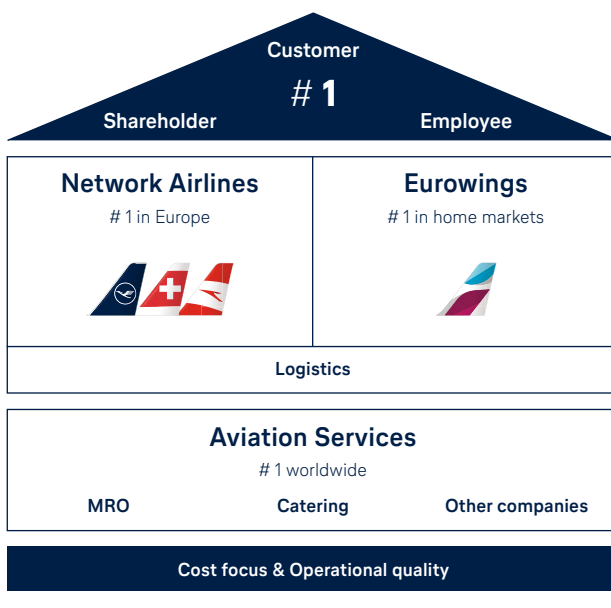 Customer
# 1
Shareholder
Employee
Network Airlines
# 1 in Europe
Eurowings
# 1 in home markets
Logistics
Aviation Services
# 1 worldwide
MRO
Catering
Other companies
Cost focus & Operational quality